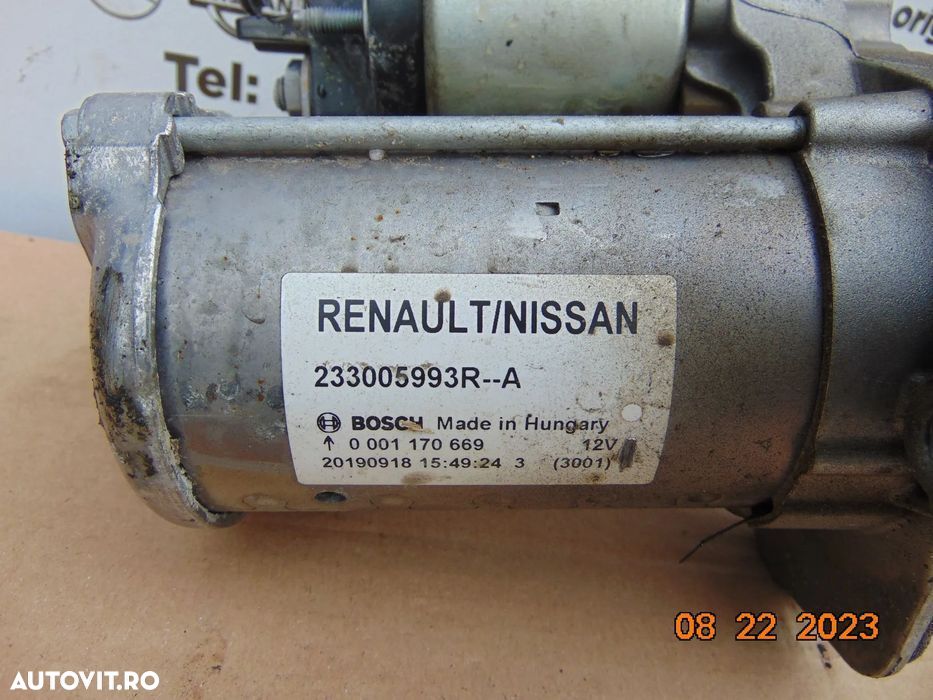 Tel:
orig
RENAULT/NISSAN
233005993R--A
BOSCH Made in Hungary
↑ 0 001 170 669 12V
20190918 15:49:24 3 (3001)
08 22 2023
AUTOVIT.RO